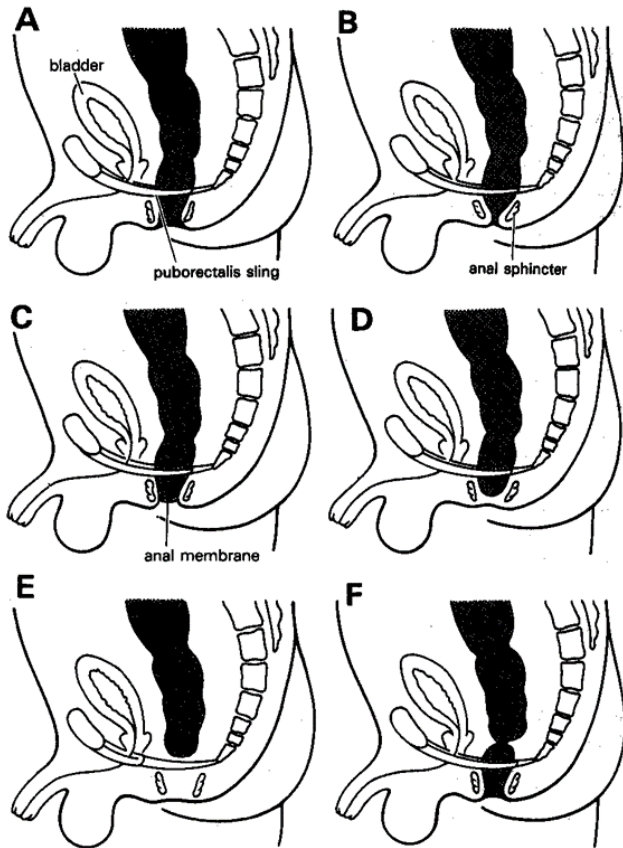 A
B
bladder
puborectalis sling
anal sphincter
C
D
anal membrane
E
F